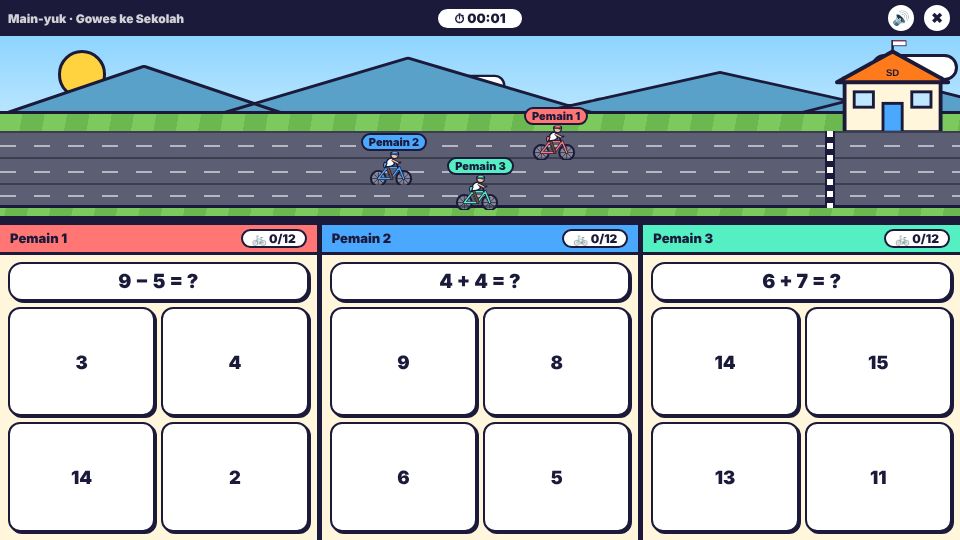 Main-yuk · Gowes ke Sekolah
⏱ 00:01
🔊 ✖
SD
Pemain 1
Pemain 2
Pemain 3
Pemain 1 🚲 0/12
9 − 5 = ?
3 4
14 2
Pemain 2 🚲 0/12
4 + 4 = ?
9 8
6 5
Pemain 3 🚲 0/12
6 + 7 = ?
14 15
13 11